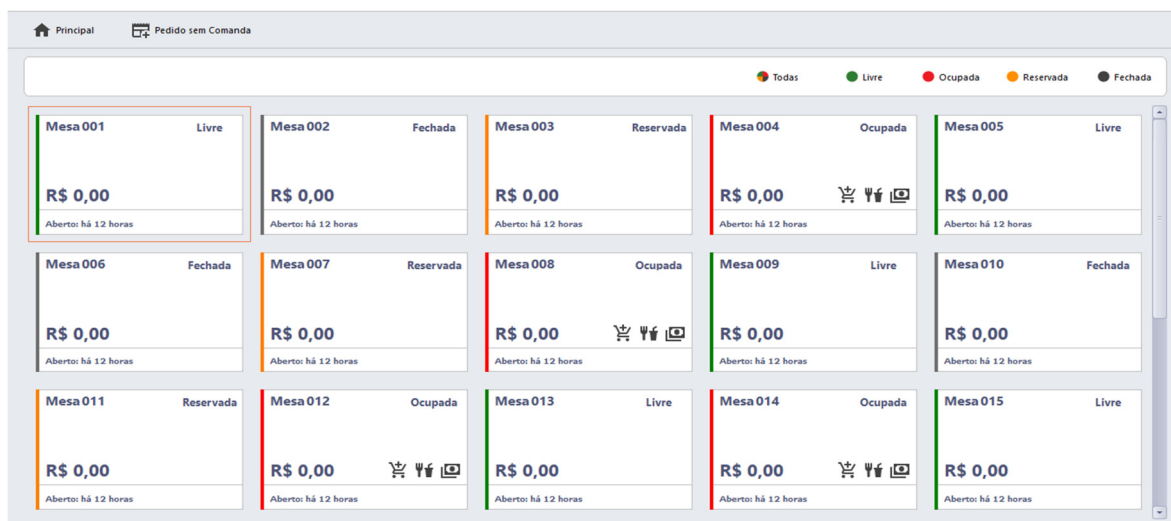 Principal Pedido sem Comanda
Todas Livre Ocupada Reservada Fechada
Mesa 001 Livre Mesa 002 Fechada Mesa 003 Reservada Mesa 004 Ocupada Mesa 005 Livre
R$ 0,00 R$ 0,00 R$ 0,00 R$ 0,00 R$ 0,00
Aberto: há 12 horas Aberto: há 12 horas Aberto: há 12 horas Aberto: há 12 horas Aberto: há 12 horas
Mesa 006 Fechada Mesa 007 Reservada Mesa 008 Ocupada Mesa 009 Livre Mesa 010 Fechada
R$ 0,00 R$ 0,00 R$ 0,00 R$ 0,00 R$ 0,00
Aberto: há 12 horas Aberto: há 12 horas Aberto: há 12 horas Aberto: há 12 horas Aberto: há 12 horas
Mesa 011 Reservada Mesa 012 Ocupada Mesa 013 Livre Mesa 014 Ocupada Mesa 015 Livre
R$ 0,00 R$ 0,00 R$ 0,00 R$ 0,00 R$ 0,00
Aberto: há 12 horas Aberto: há 12 horas Aberto: há 12 horas Aberto: há 12 horas Aberto: há 12 horas